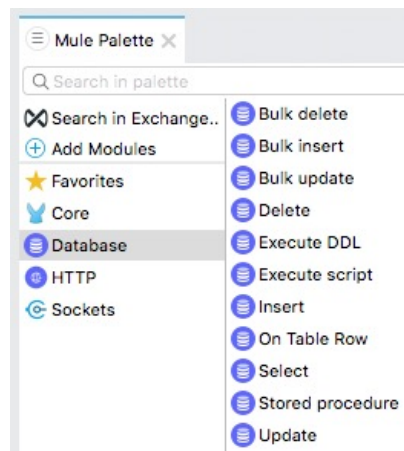 Mule Palette
Search in palette
Search in Exchange..
Add Modules
Favorites
Core
Database
HTTP
Sockets
Bulk delete
Bulk insert
Bulk update
Delete
Execute DDL
Execute script
Insert
On Table Row
Select
Stored procedure
Update